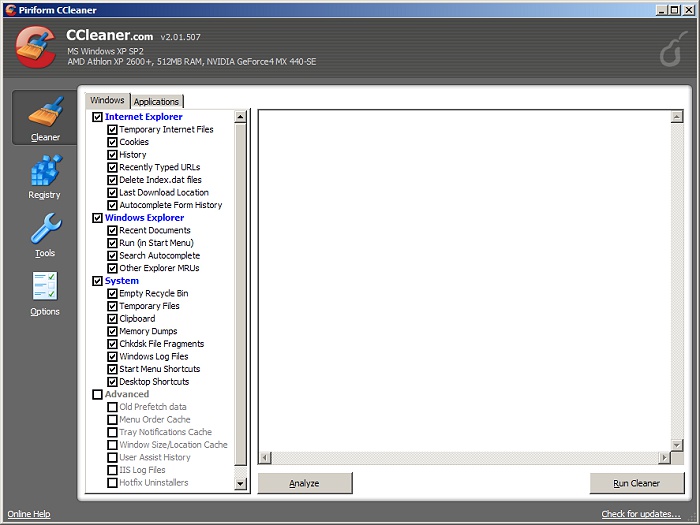 Piriform CCleaner
CCleaner.com v2.01.507
MS Windows XP SP2
AMD Athlon XP 2600+, 512MB RAM, NVIDIA GeForce4 MX 440-SE
Cleaner
Registry
Tools
Options
Windows Applications
Internet Explorer
Temporary Internet Files
Cookies
History
Recently Typed URLs
Delete Index.dat files
Last Download Location
Autocomplete Form History
Windows Explorer
Recent Documents
Run (in Start Menu)
Search Autocomplete
Other Explorer MRUs
System
Empty Recycle Bin
Temporary Files
Clipboard
Memory Dumps
Chkdsk File Fragments
Windows Log Files
Start Menu Shortcuts
Desktop Shortcuts
Advanced
Old Prefetch data
Menu Order Cache
Tray Notifications Cache
Window Size/Location Cache
User Assist History
IIS Log Files
Hotfix Uninstallers
Analyze
Run Cleaner
Online Help
Check for updates...